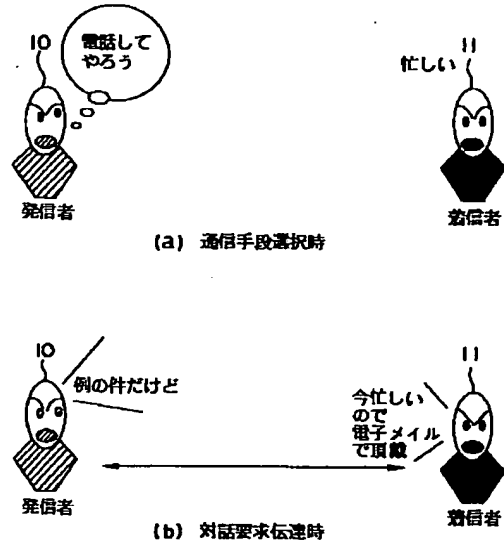 10
電話して
やろう
11
忙しい
発信者
着信者
(a) 通信手段選択時
10
例の件だけど
11
今忙しい
ので
電子メイル
で頂戴
発信者
着信者
(b) 対話要求伝達時